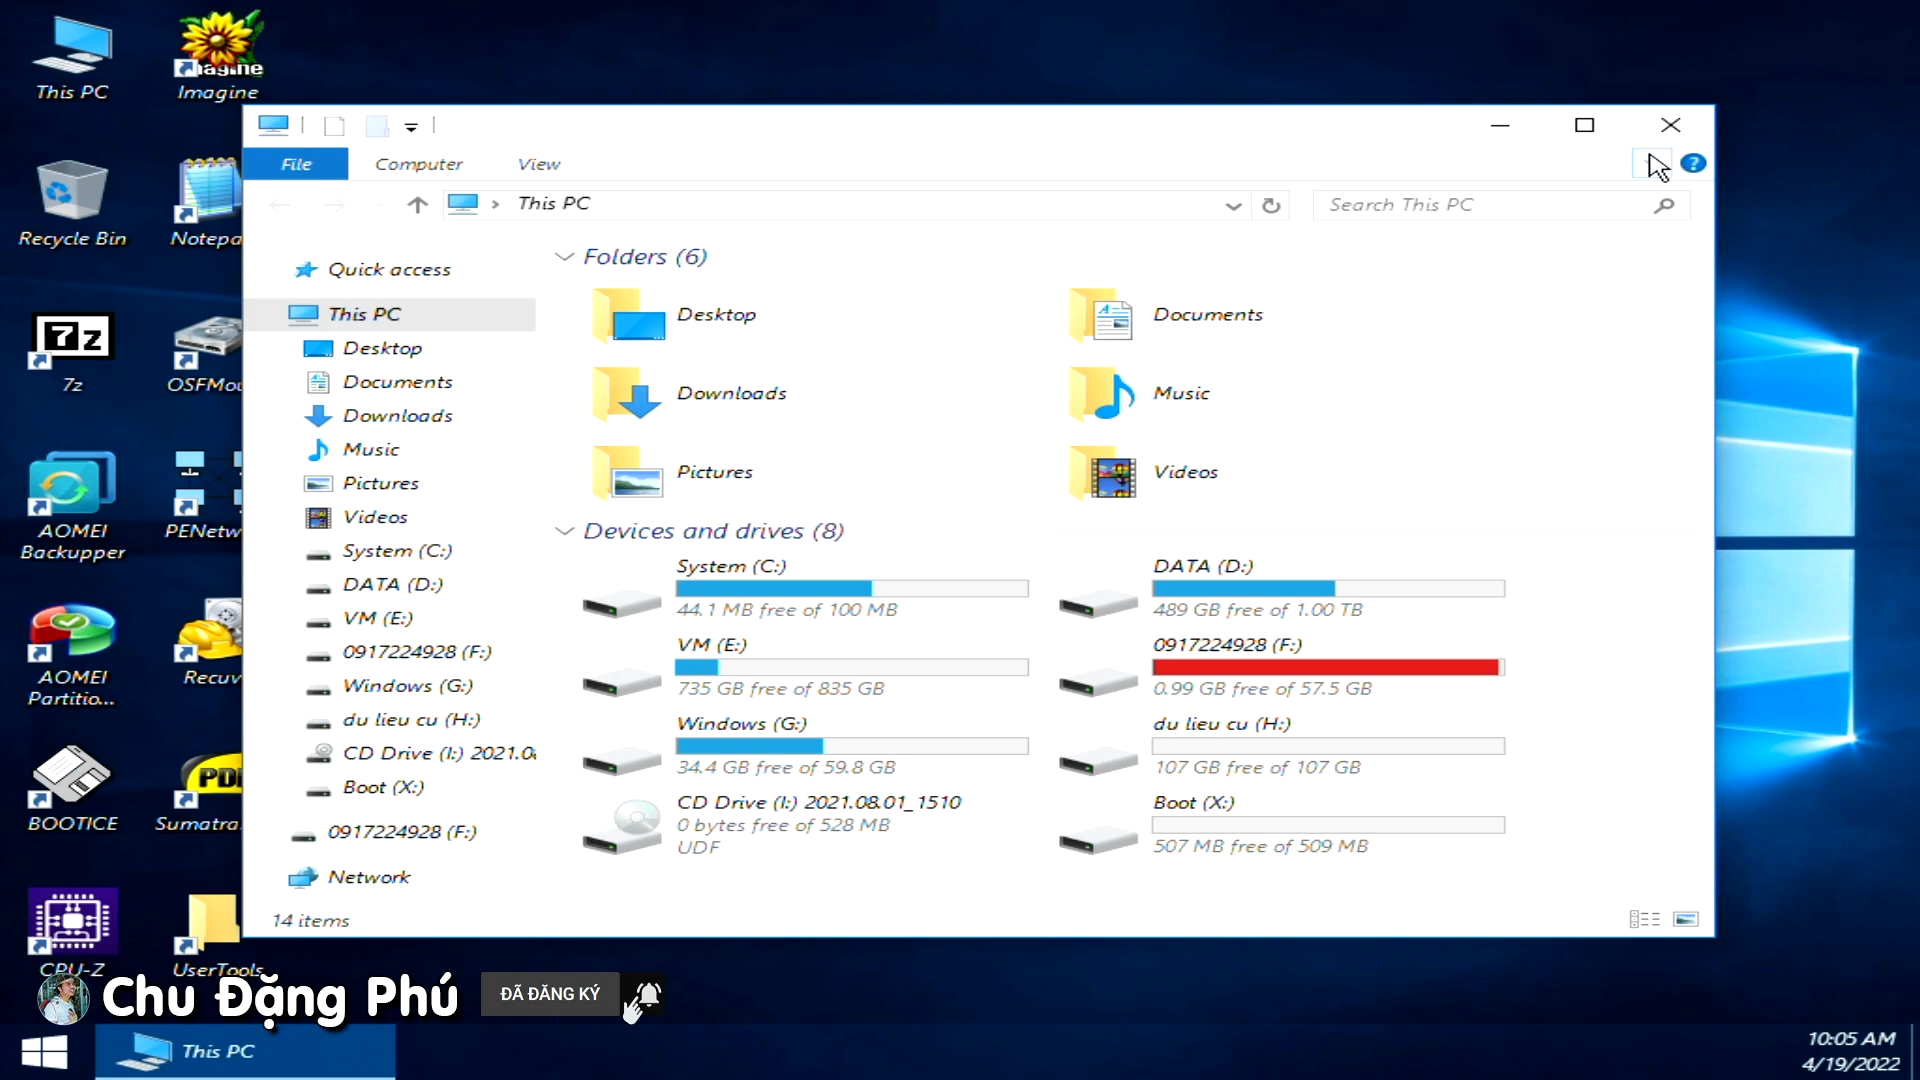 This PC
Imagine
Recycle Bin
Notepa
7z
OSFMou
AOMEI
Backupper
PENetw
AOMEI
Partitio...
Recuv
BOOTICE
PDF
Sumatra.
CPU-Z
UserTools
File
Computer
View
This PC
Search This PC
Quick access
This PC
Desktop
Documents
Downloads
Music
Pictures
Videos
System (C:)
DATA (D:)
VM (E:)
0917224928 (F:)
Windows (G:)
du lieu cu (H:)
CD Drive (I:) 2021.0
Boot (X:)
0917224928 (F:)
Network
14 items
Folders (6)
Desktop
Documents
Downloads
Music
Pictures
Videos
Devices and drives (8)
System (C:)
44.1 MB free of 100 MB
DATA (D:)
489 GB free of 1.00 TB
VM (E:)
735 GB free of 835 GB
0917224928 (F:)
0.99 GB free of 57.5 GB
Windows (G:)
34.4 GB free of 59.8 GB
du lieu cu (H:)
107 GB free of 107 GB
CD Drive (I:) 2021.08.01_1510
0 bytes free of 528 MB
UDF
Boot (X:)
507 MB free of 509 MB
Chu Đặng Phú
ĐÃ ĐĂNG KÝ
This PC
10:05 AM
4/19/2022